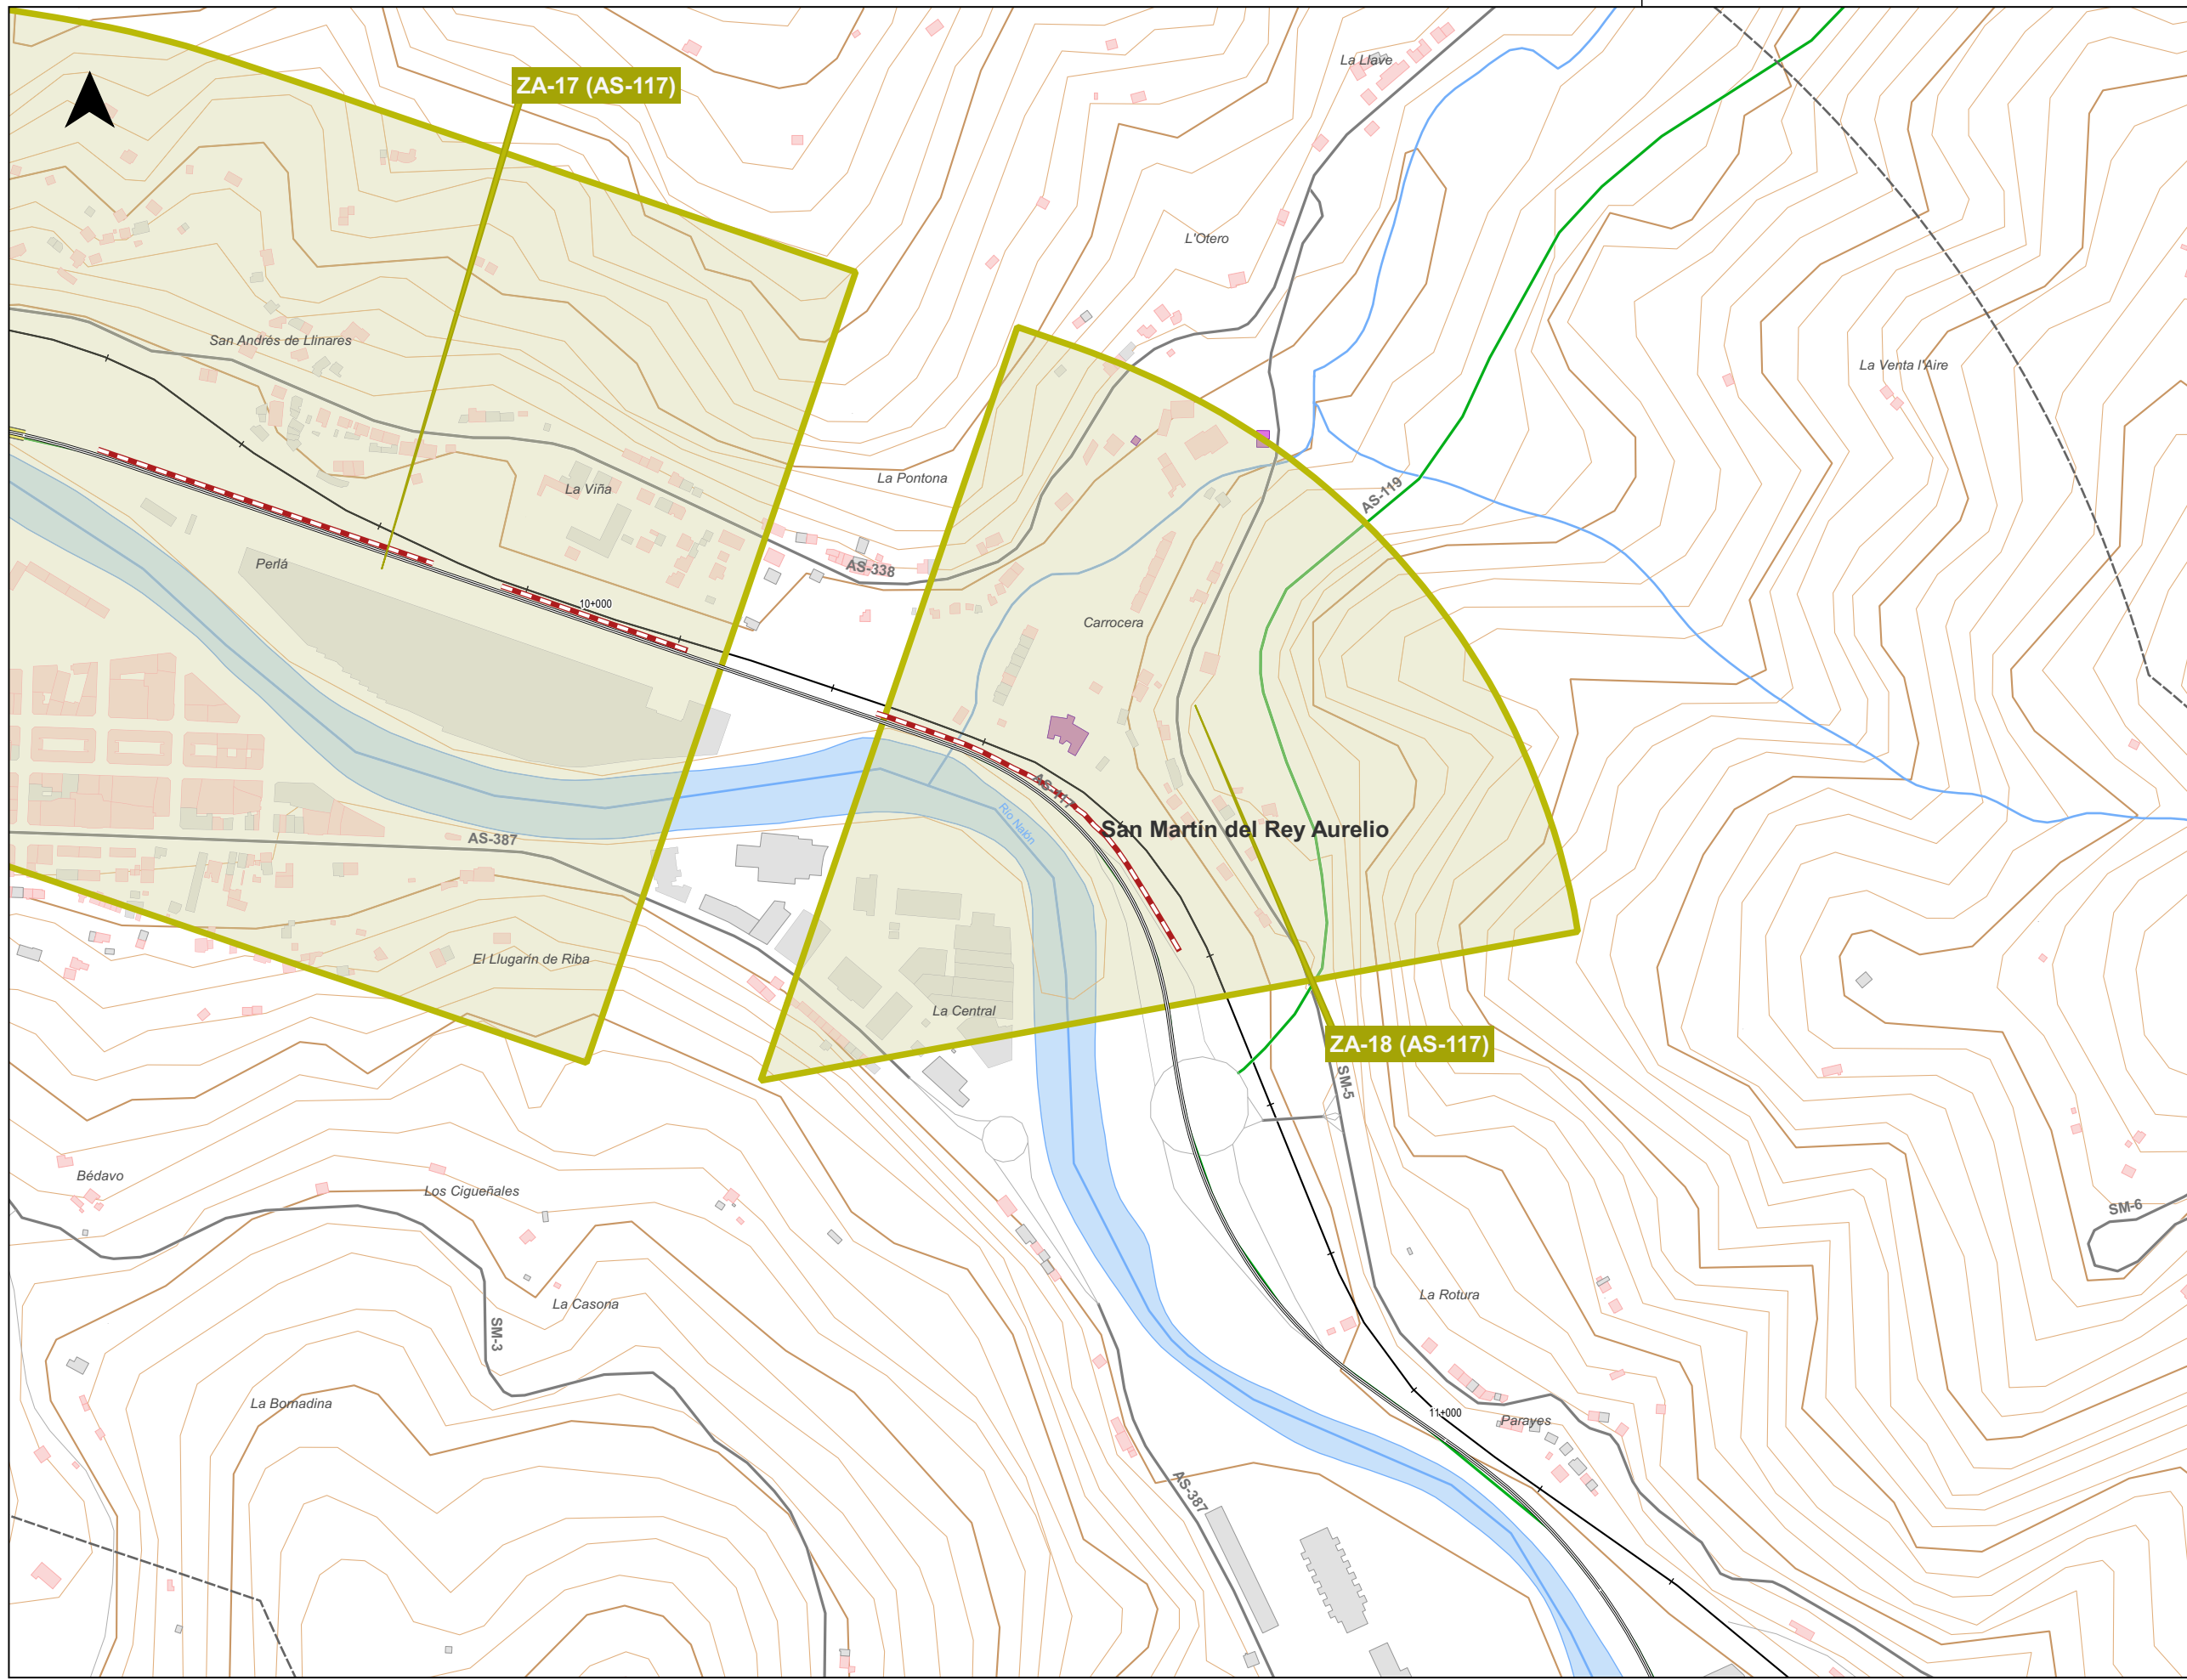 La Llave
ZA-17 (AS-117)
L'Otero
San Andrés de Llinares
La Venta l'Aire
La Pontona
La Viña
AS-119
Perlá
AS-338
10+000
Carrocera
AS-117
Río Nalón
San Martín del Rey Aurelio
AS-387
El Llugarín de Riba
La Central
ZA-18 (AS-117)
SM-5
Bédavo
Los Cigueñales
SM-6
La Rotura
La Casona
SM-3
La Bornadina
11+000
Parayes
AS-387